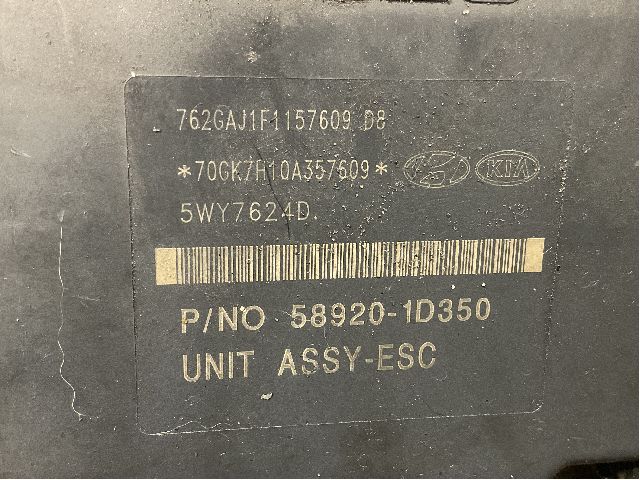 762GAJ1F1157609 D8
*70GK7H10A357609* KIA
5WY7624D.
P/NO 58920-1D350
UNIT ASSY-ESC